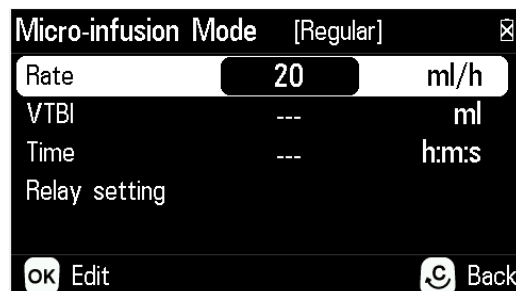 Micro-infusion Mode [Regular]
Rate 20 ml/h
VTBI --- ml
Time --- h:m:s
Relay setting
OK Edit C Back